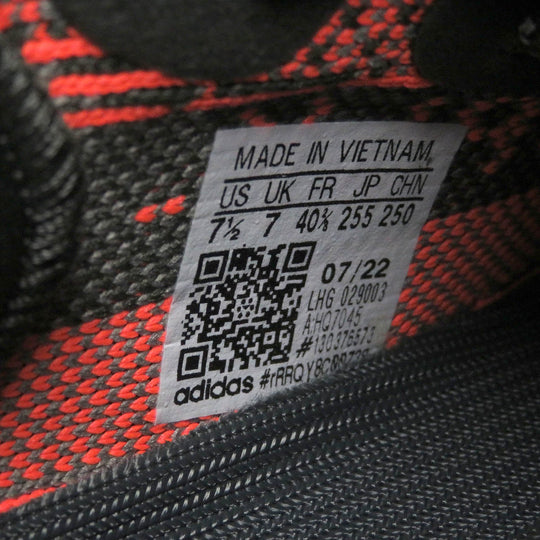 MADE IN VIETNAM
US UK FR JP CHN
7½ 7 40⅔ 255 250
07/22
LHG 029003
A:HQ7045
#130376573
adidas